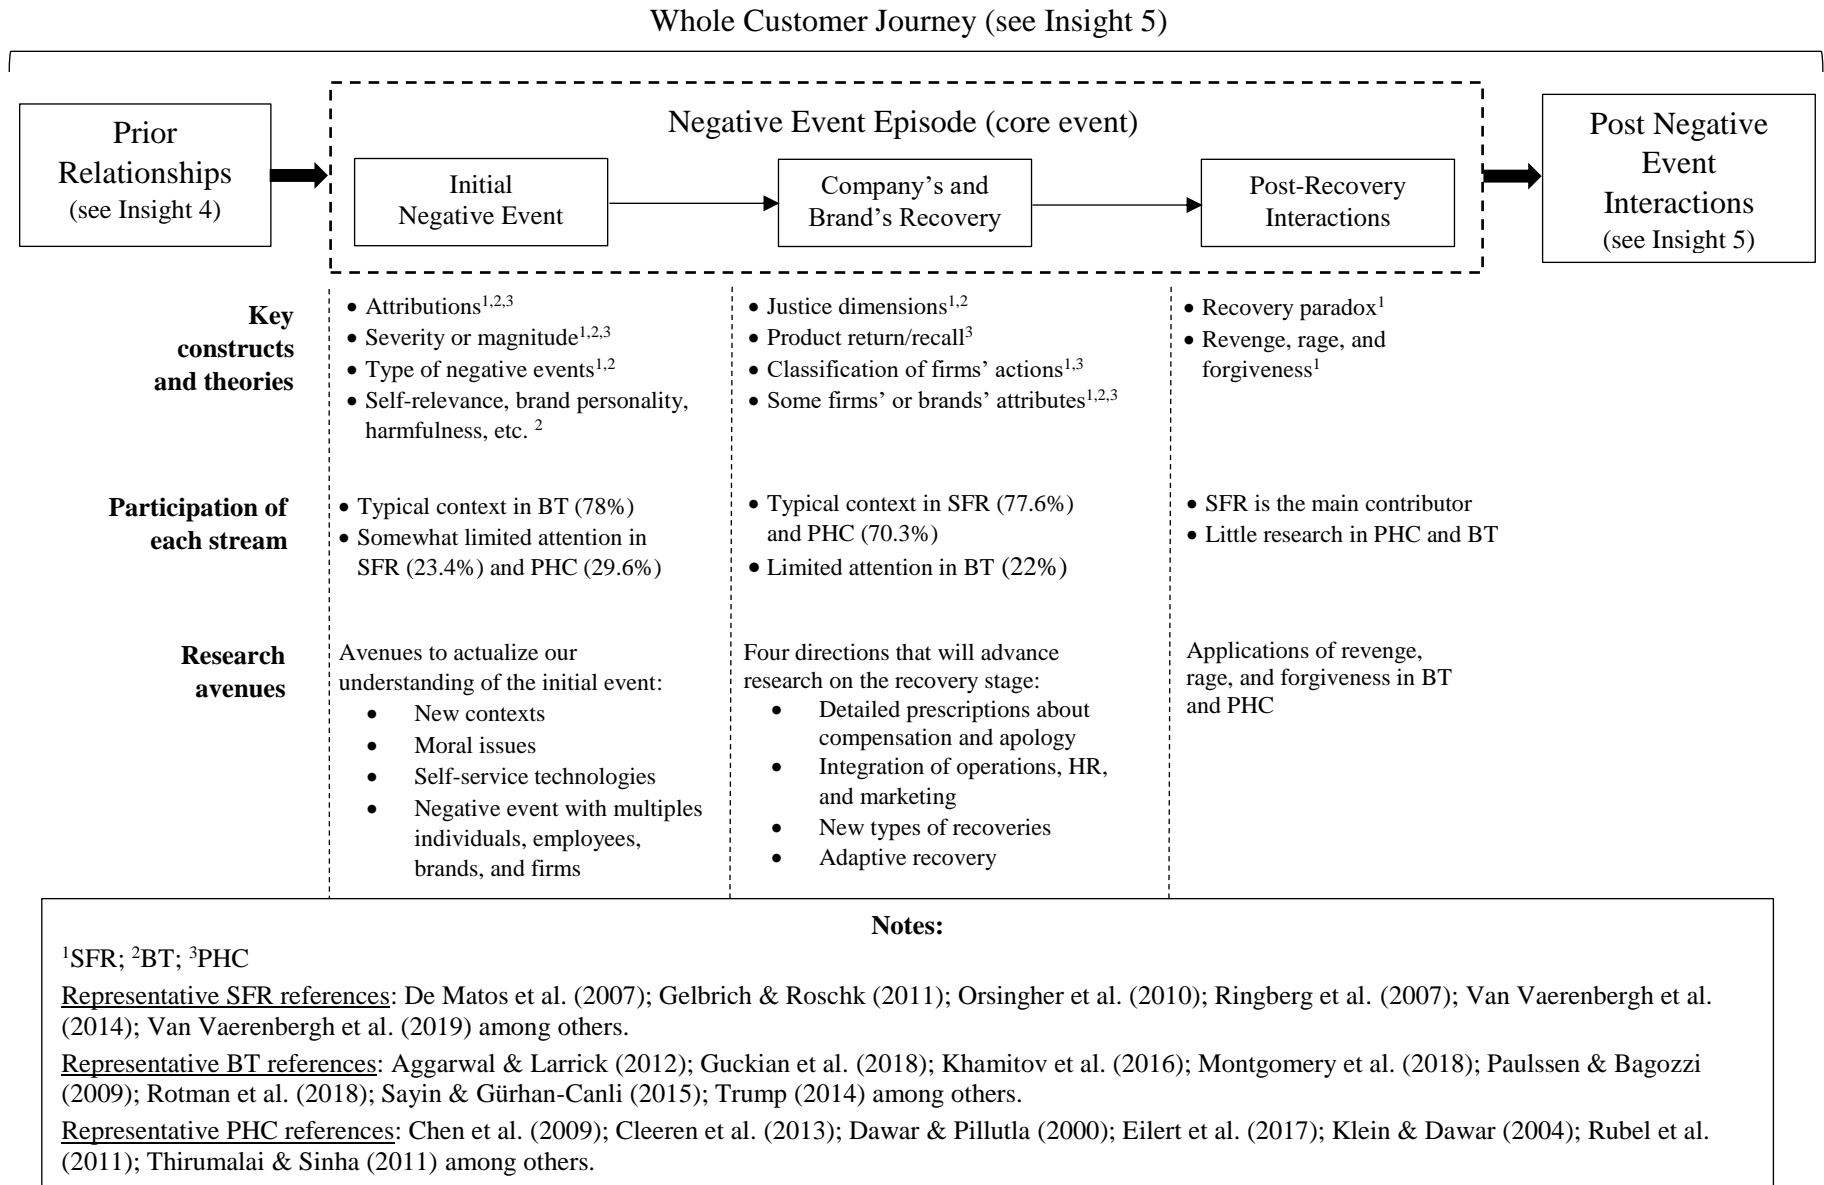 Whole Customer Journey (see Insight 5)
Prior
Relationships
(see Insight 4)
Negative Event Episode (core event)
Initial
Negative Event
Company’s and
Brand’s Recovery
Post-Recovery
Interactions
Post Negative
Event
Interactions
(see Insight 5)
Key
constructs
and theories
• Attributions1,2,3
• Severity or magnitude1,2,3
• Type of negative events1,2
• Self-relevance, brand personality,
harmfulness, etc. 2
• Justice dimensions1,2
• Product return/recall3
• Classification of firms’ actions1,3
• Some firms’ or brands’ attributes1,2,3
• Recovery paradox1
• Revenge, rage, and
forgiveness1
Participation of
each stream
• Typical context in BT (78%)
• Somewhat limited attention in
SFR (23.4%) and PHC (29.6%)
• Typical context in SFR (77.6%)
and PHC (70.3%)
• Limited attention in BT (22%)
• SFR is the main contributor
• Little research in PHC and BT
Research
avenues
Avenues to actualize our
understanding of the initial event:
• New contexts
• Moral issues
• Self-service technologies
• Negative event with multiples
individuals, employees,
brands, and firms
Four directions that will advance
research on the recovery stage:
• Detailed prescriptions about
compensation and apology
• Integration of operations, HR,
and marketing
• New types of recoveries
• Adaptive recovery
Applications of revenge,
rage, and forgiveness in BT
and PHC
Notes:
1SFR; 2BT; 3PHC
Representative SFR references: De Matos et al. (2007); Gelbrich & Roschk (2011); Orsingher et al. (2010); Ringberg et al. (2007); Van Vaerenbergh et al.
(2014); Van Vaerenbergh et al. (2019) among others.
Representative BT references: Aggarwal & Larrick (2012); Guckian et al. (2018); Khamitov et al. (2016); Montgomery et al. (2018); Paulssen & Bagozzi
(2009); Rotman et al. (2018); Sayin & Gürhan-Canli (2015); Trump (2014) among others.
Representative PHC references: Chen et al. (2009); Cleeren et al. (2013); Dawar & Pillutla (2000); Eilert et al. (2017); Klein & Dawar (2004); Rubel et al.
(2011); Thirumalai & Sinha (2011) among others.